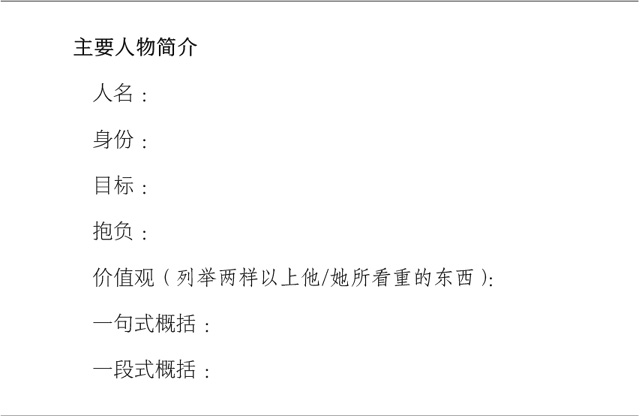 主要人物简介
人名：
身份：
目标：
抱负：
价值观（列举两样以上他/她所看重的东西）：
一句式概括：
一段式概括：